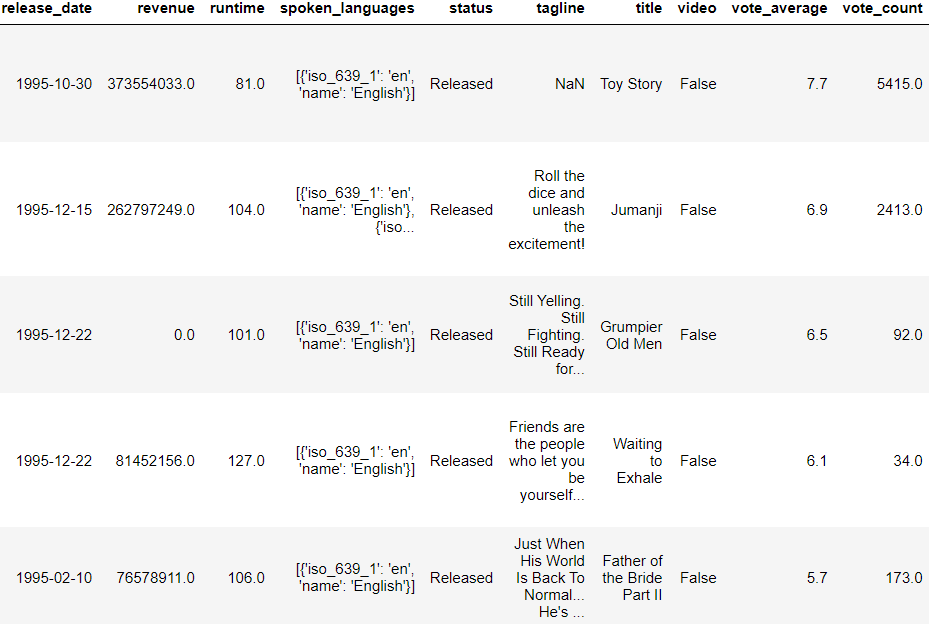 release_date revenue runtime spoken_languages status tagline title video vote_average vote_count
1995-10-30 373554033.0 81.0 [{'iso_639_1': 'en', 'name': 'English'}] Released NaN Toy Story False 7.7 5415.0
1995-12-15 262797249.0 104.0 [{'iso_639_1': 'en', 'name': 'English'}, {'iso... Released Roll the dice and unleash the excitement! Jumanji False 6.9 2413.0
1995-12-22 0.0 101.0 [{'iso_639_1': 'en', 'name': 'English'}] Released Still Yelling. Still Fighting. Still Ready for... Grumpier Old Men False 6.5 92.0
1995-12-22 81452156.0 127.0 [{'iso_639_1': 'en', 'name': 'English'}] Released Friends are the people who let you be yourself... Waiting to Exhale False 6.1 34.0
1995-02-10 76578911.0 106.0 [{'iso_639_1': 'en', 'name': 'English'}] Released Just When His World Is Back To Normal... He's ... Father of the Bride Part II False 5.7 173.0